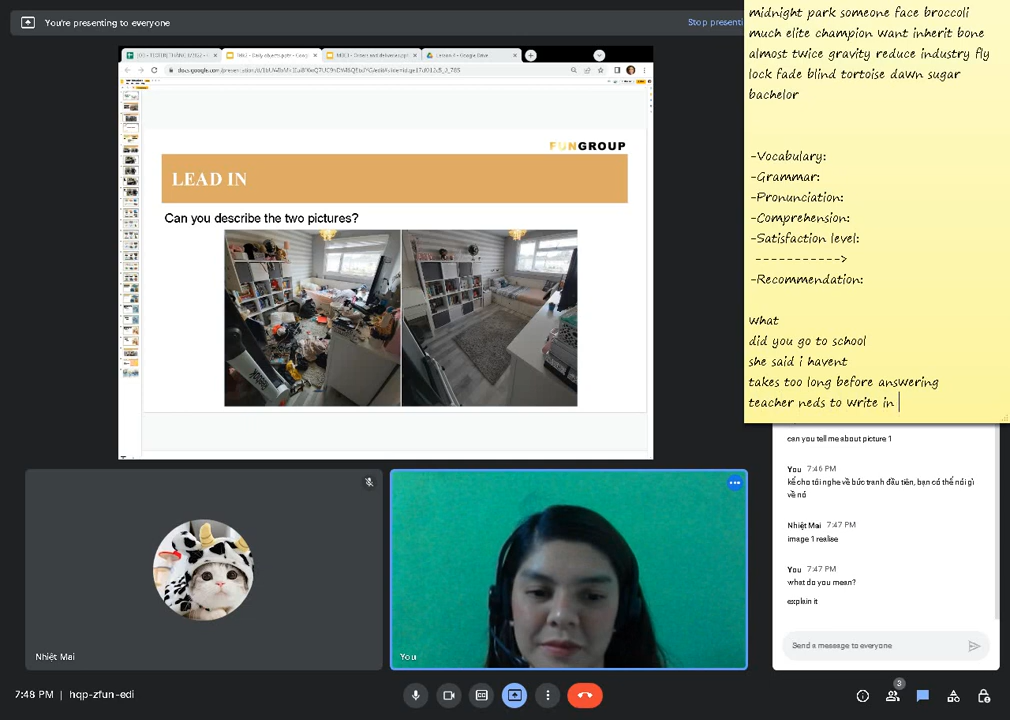 You're presenting to everyone
Stop presenti
midnight park someone face broccoli
much elite champion want inherit bone
almost twice gravity reduce industry fly
lock fade blind tortoise dawn sugar
bachelor
-Vocabulary:
-Grammar:
-Pronunciation:
-Comprehension:
-Satisfaction level:
----------->
-Recommendation:
What
did you go to school
she said i havent
takes too long before answering
teacher neds to write in
FUNGROUP
LEAD IN
Can you describe the two pictures?
can you tell me about picture 1
You 7:46 PM
kể cho tôi nghe về bức tranh đầu tiên, bạn có thể nói gì
về nó
Nhiệt Mai 7:47 PM
image 1 realise
You 7:47 PM
what do you mean?
explain it
Send a message to everyone
Nhiệt Mai
You
7:48 PM | hqp-zfun-edi
3